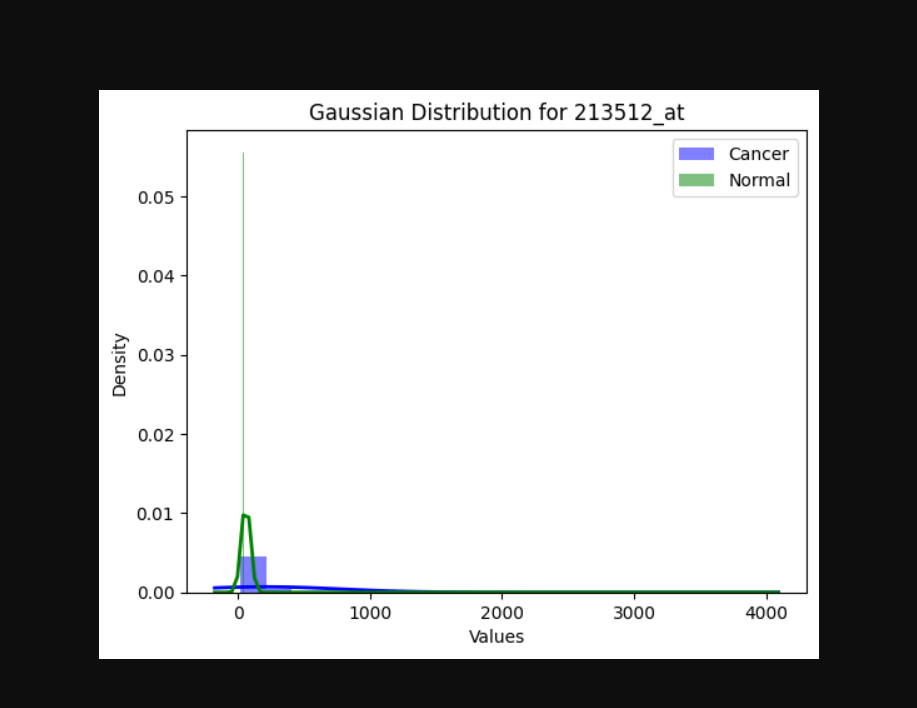 Gaussian Distribution for 213512_at
Cancer
Normal
Density
0.05
0.04
0.03
0.02
0.01
0.00
0
1000
2000
3000
4000
Values